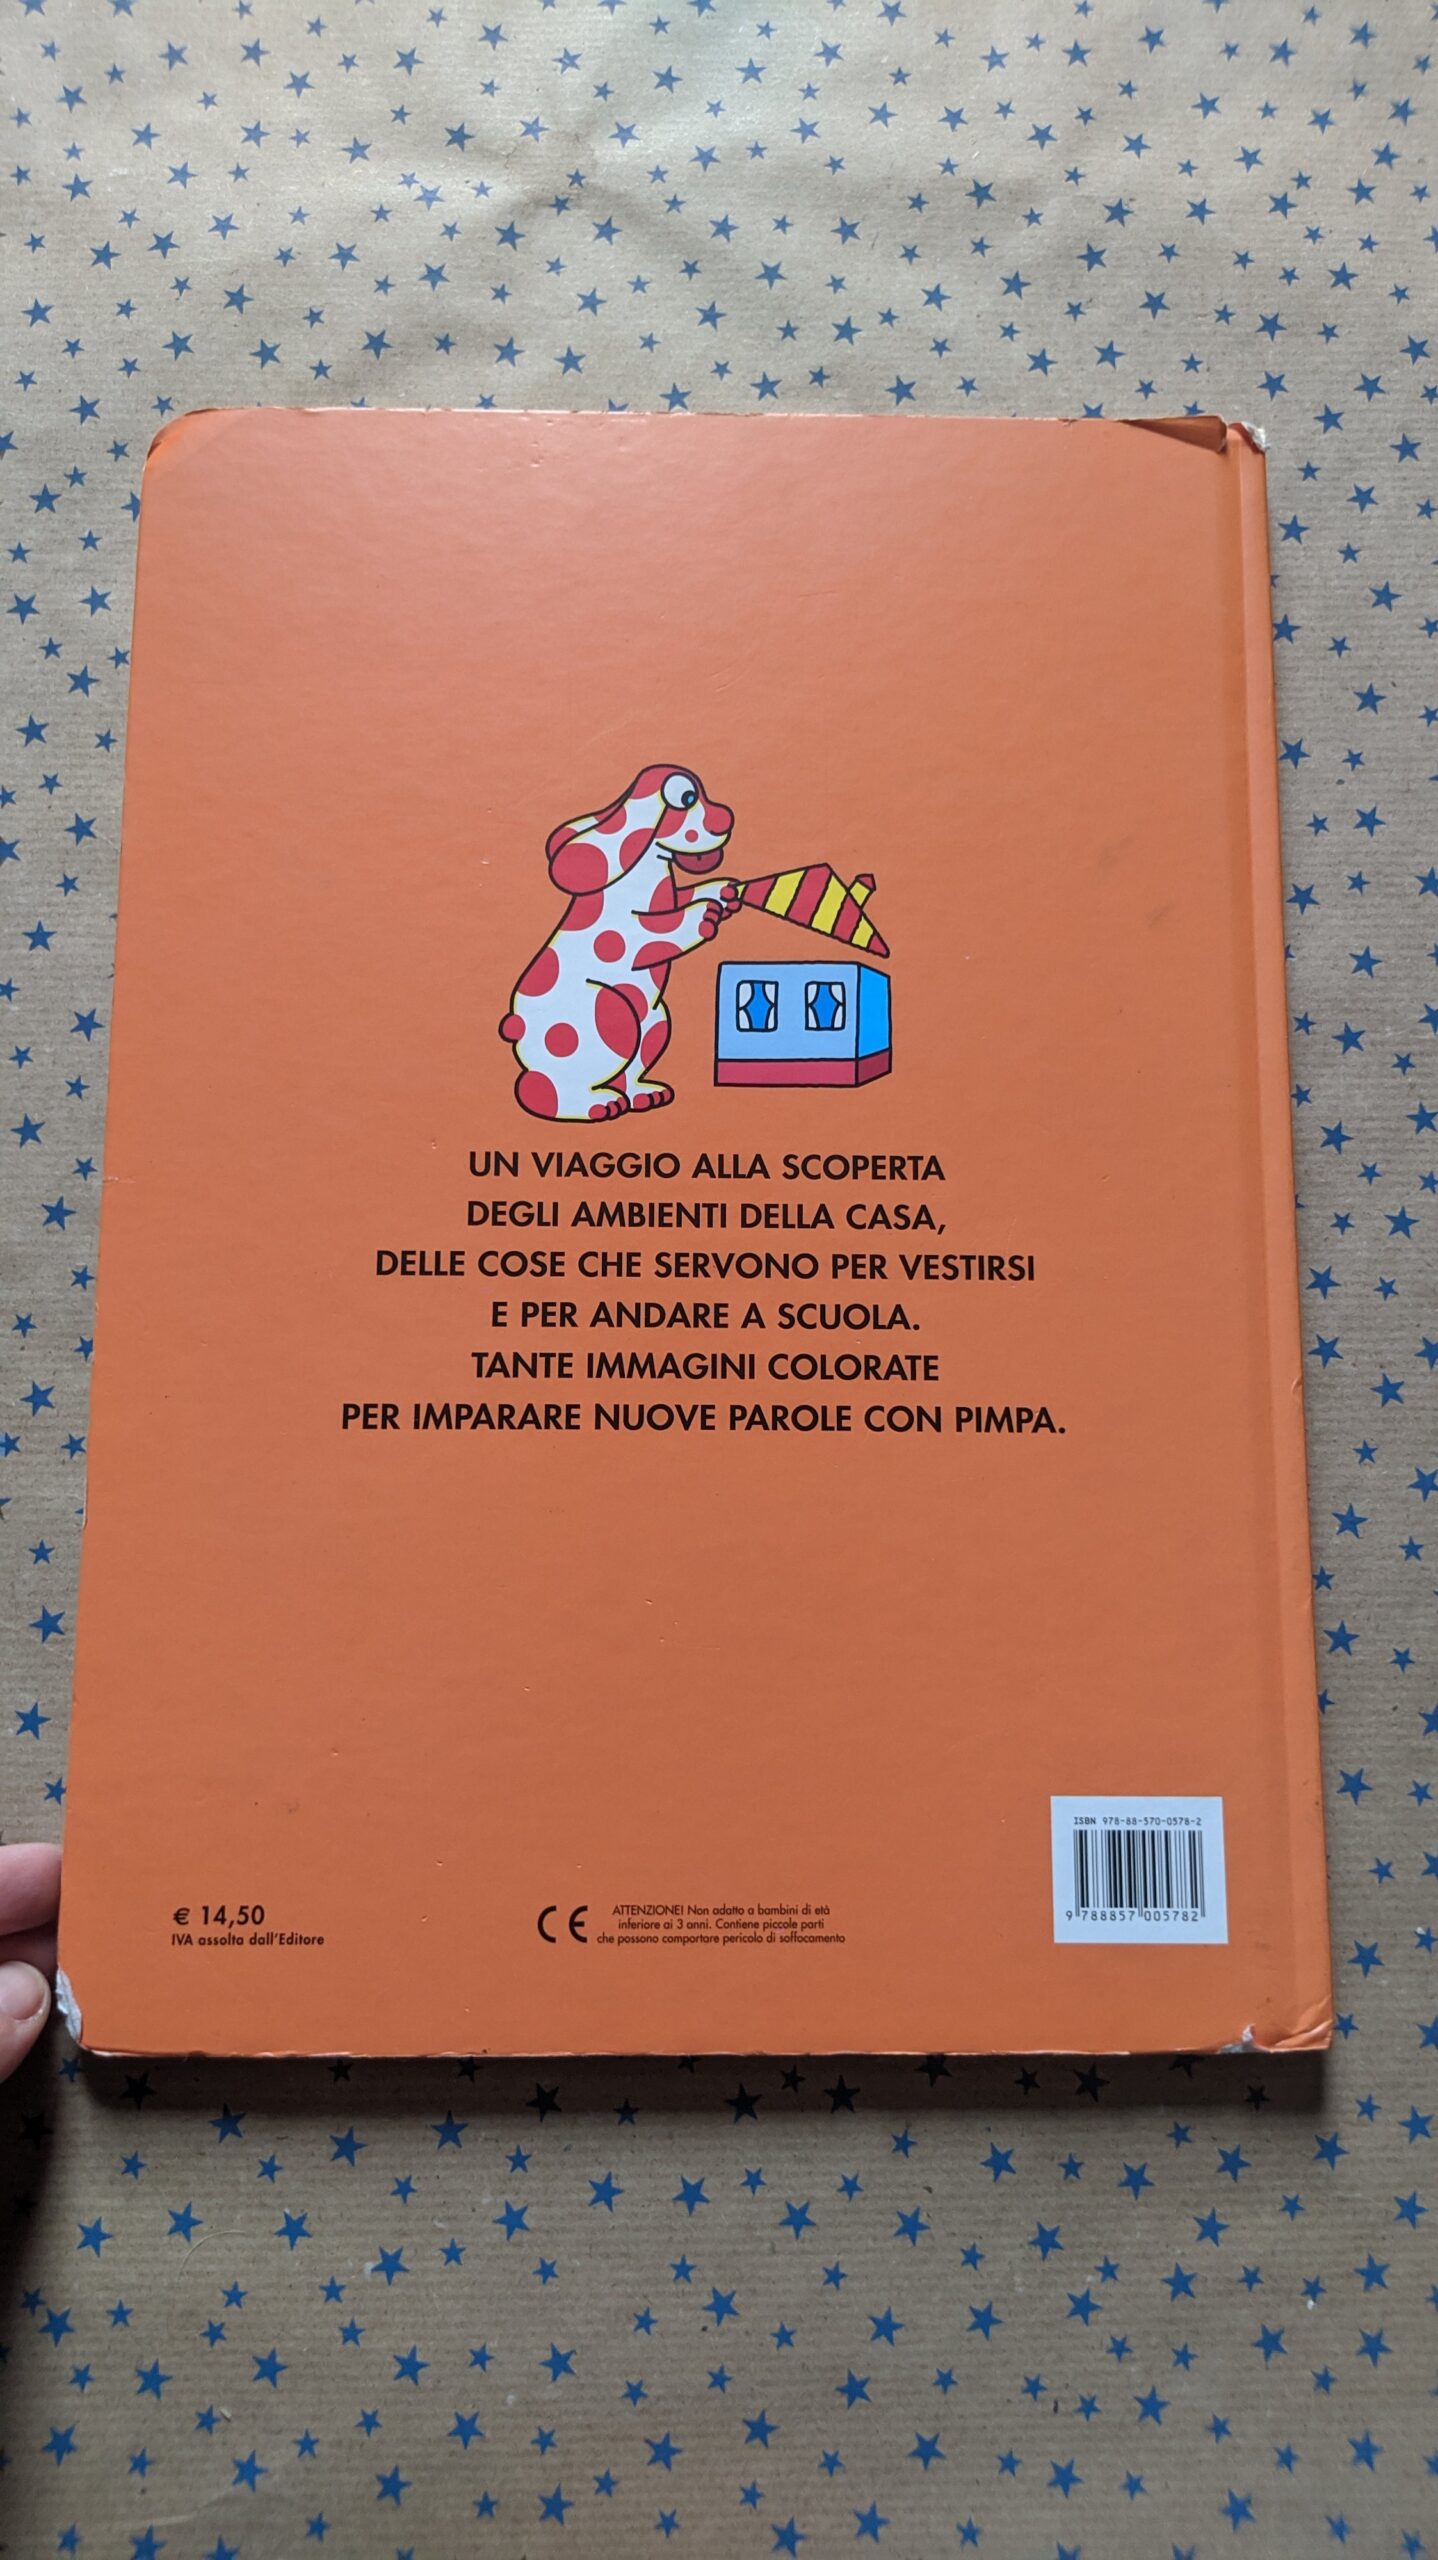 UN VIAGGIO ALLA SCOPERTA
DEGLI AMBIENTI DELLA CASA,
DELLE COSE CHE SERVONO PER VESTIRSI
E PER ANDARE A SCUOLA.
TANTE IMMAGINI COLORATE
PER IMPARARE NUOVE PAROLE CON PIMPA.
€ 14,50
IVA assolta dall'Editore
CE
ATTENZIONE! Non adatto a bambini di età
inferiore ai 3 anni. Contiene piccole parti
che possono comportare pericolo di soffocamento
ISBN 978-88-570-0578-2
9 788857 005782